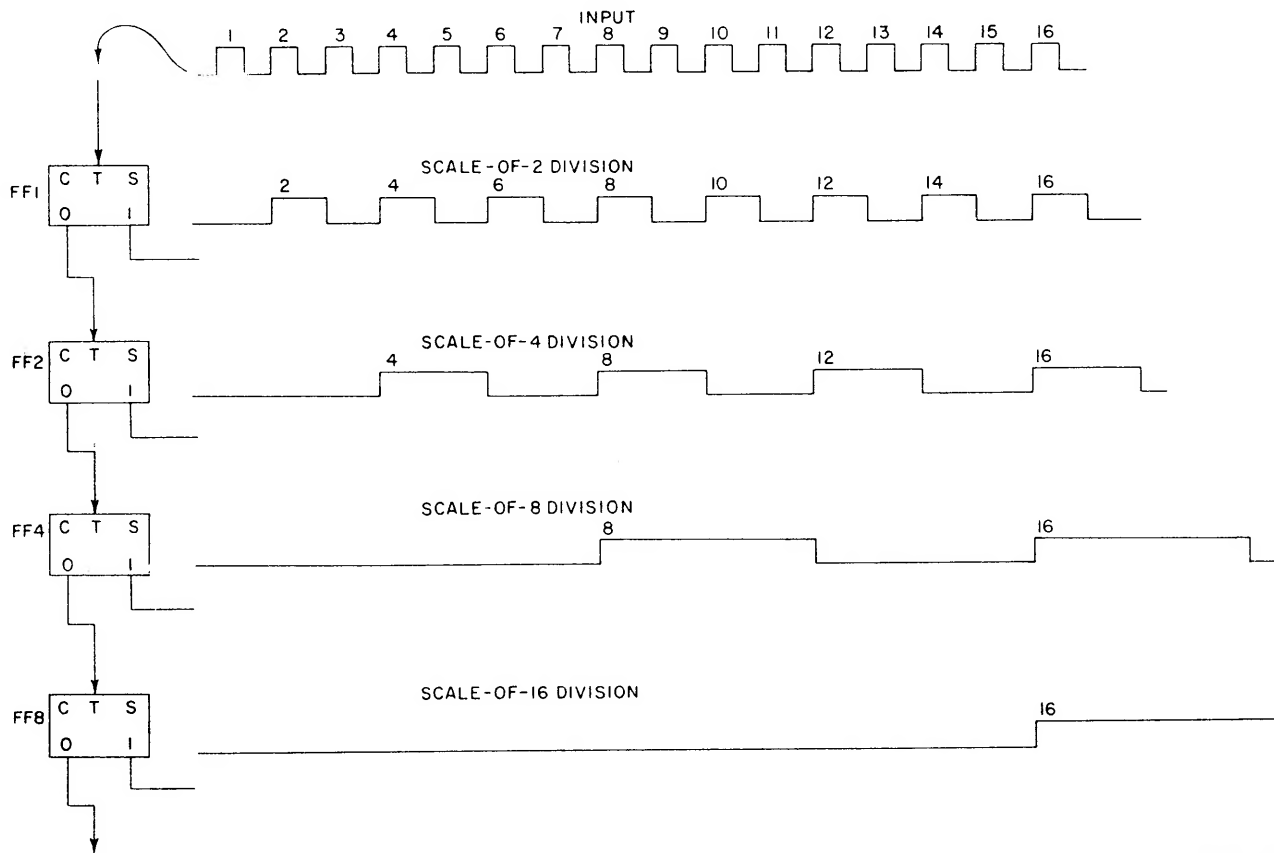 INPUT
1 2 3 4 5 6 7 8 9 10 11 12 13 14 15 16
SCALE-OF-2 DIVISION
FF1 C T S
0 1
2 4 6 8 10 12 14 16
SCALE-OF-4 DIVISION
FF2 C T S
0 1
4 8 12 16
SCALE-OF-8 DIVISION
FF4 C T S
0 1
8 16
SCALE-OF-16 DIVISION
FF8 C T S
0 1
16